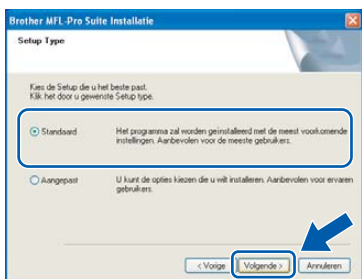 Brother MFL-Pro Suite Installatie
Setup Type
Kies de Setup die u het beste past.
Klik het door u gewenste Setup type.
Standaard
Het programma zal worden geïnstalleerd met de meest voorkomende
instellingen. Aanbevolen voor de meeste gebruikers.
Aangepast
U kunt de opties kiezen die u wilt installeren. Aanbevolen voor ervaren
gebruikers.
< Vorige
Volgende >
Annuleren